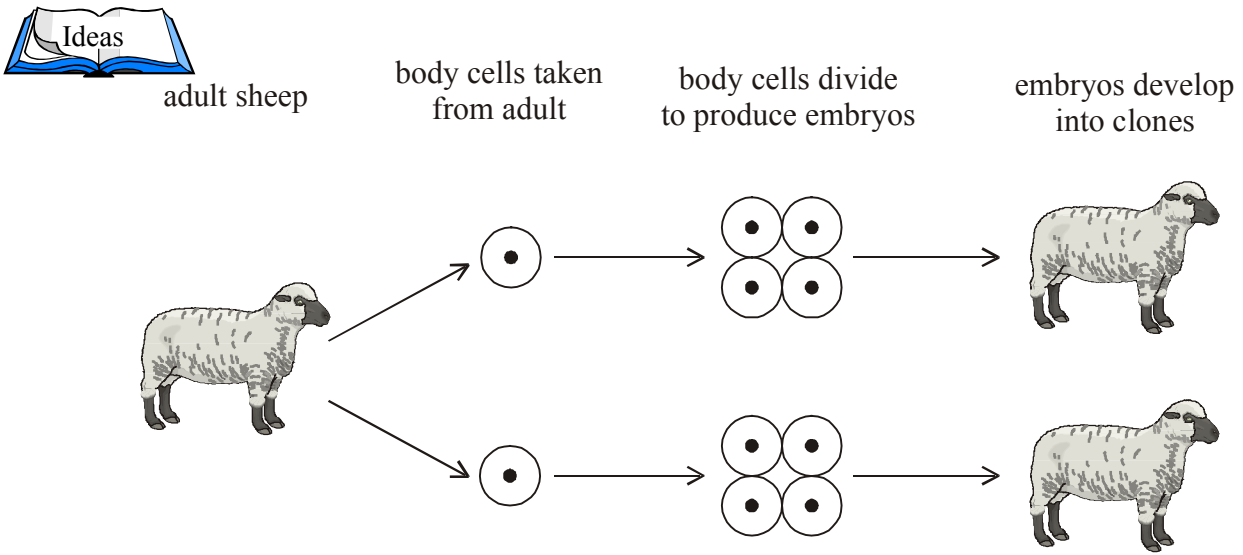 Ideas
adult sheep
body cells taken
from adult
body cells divide
to produce embryos
embryos develop
into clones